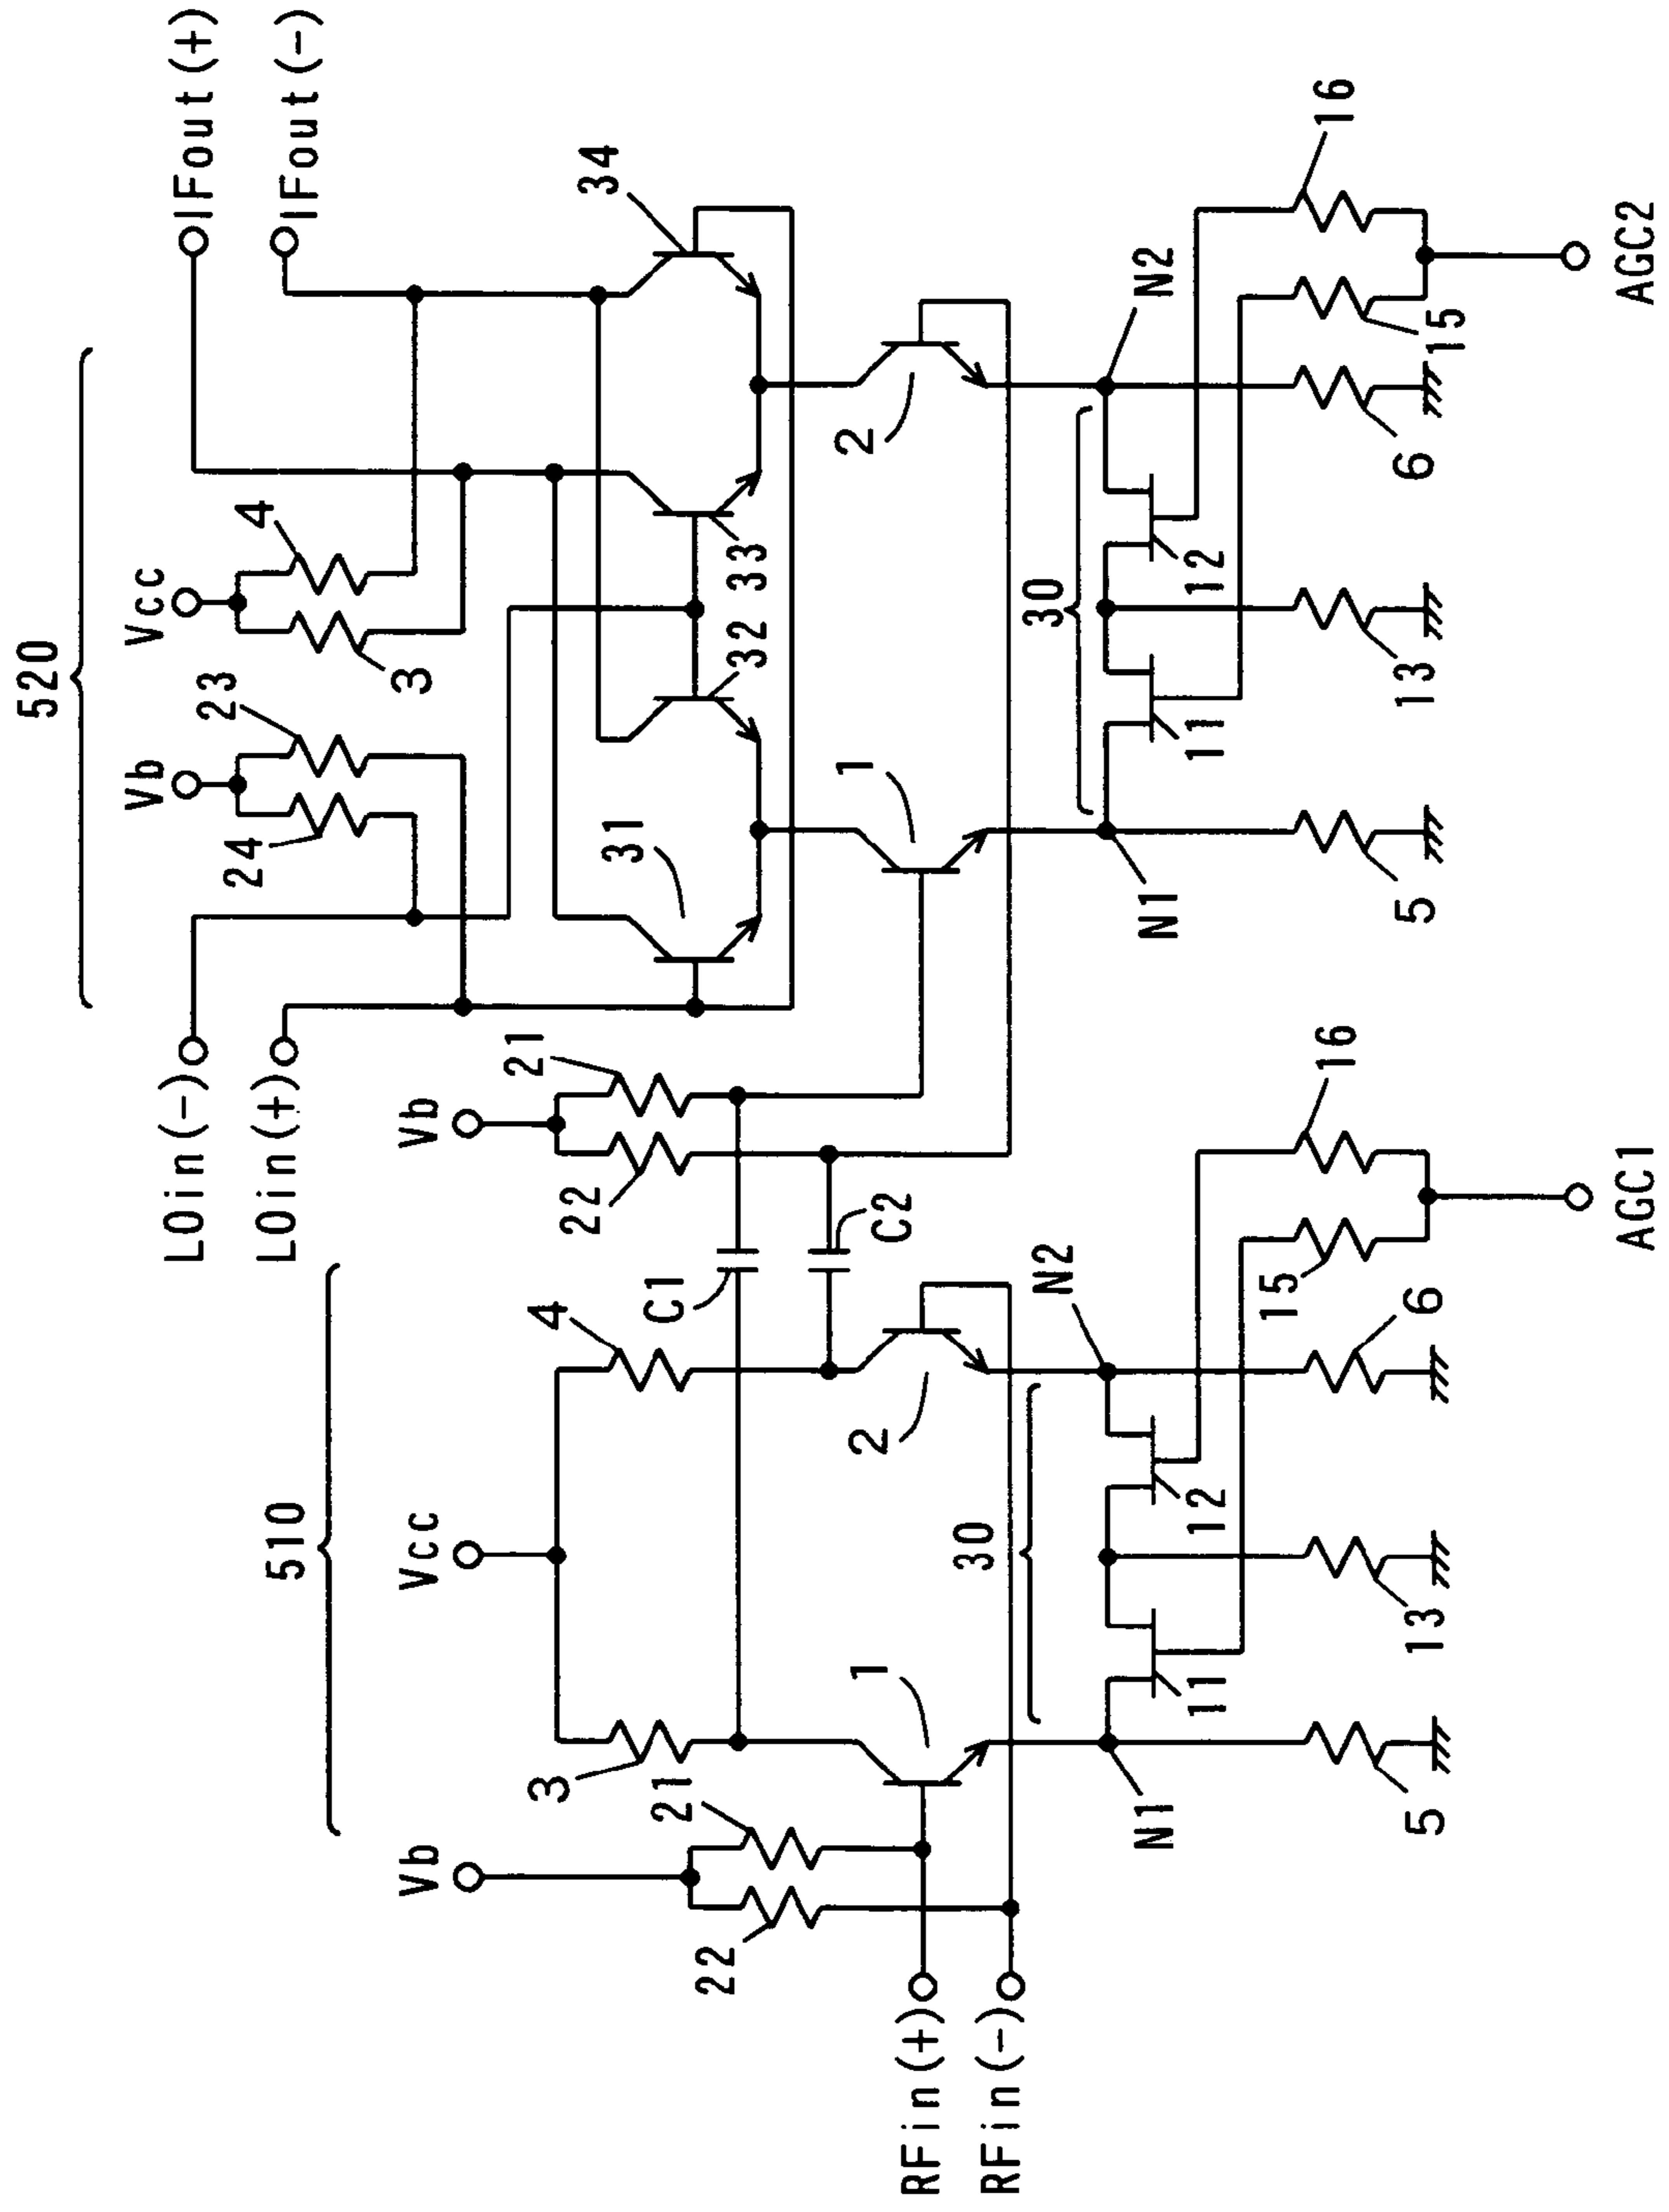 520
LOin(-)
LOin(+)
Vb
24
23
Vcc
3
4
IFout(+)
IFout(-)
31
32
33
34
510
Vb
22
21
Vcc
3
4
C1
C2
Vb
22
21
1
2
1
2
RFin(+)
RFin(-)
30
N1
N2
11
12
5
13
6
15
16
AGC1
30
N1
N2
11
12
5
13
6
15
16
AGC2